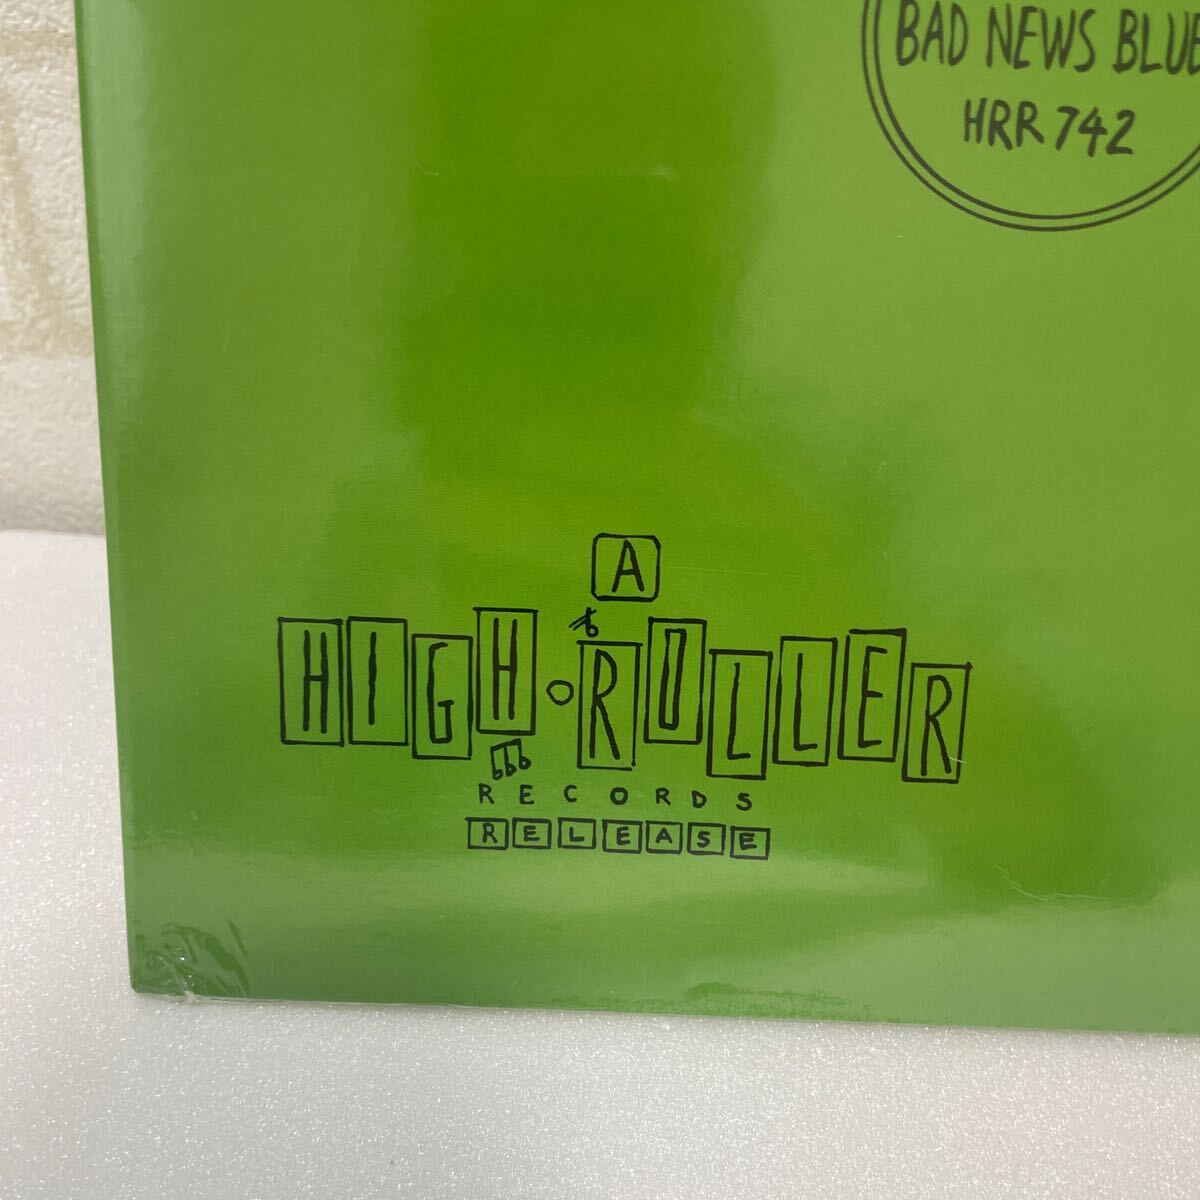 BAD NEWS BLUE
HRR 742
A
HIGH · ROLLER
RECORDS
RELEASE